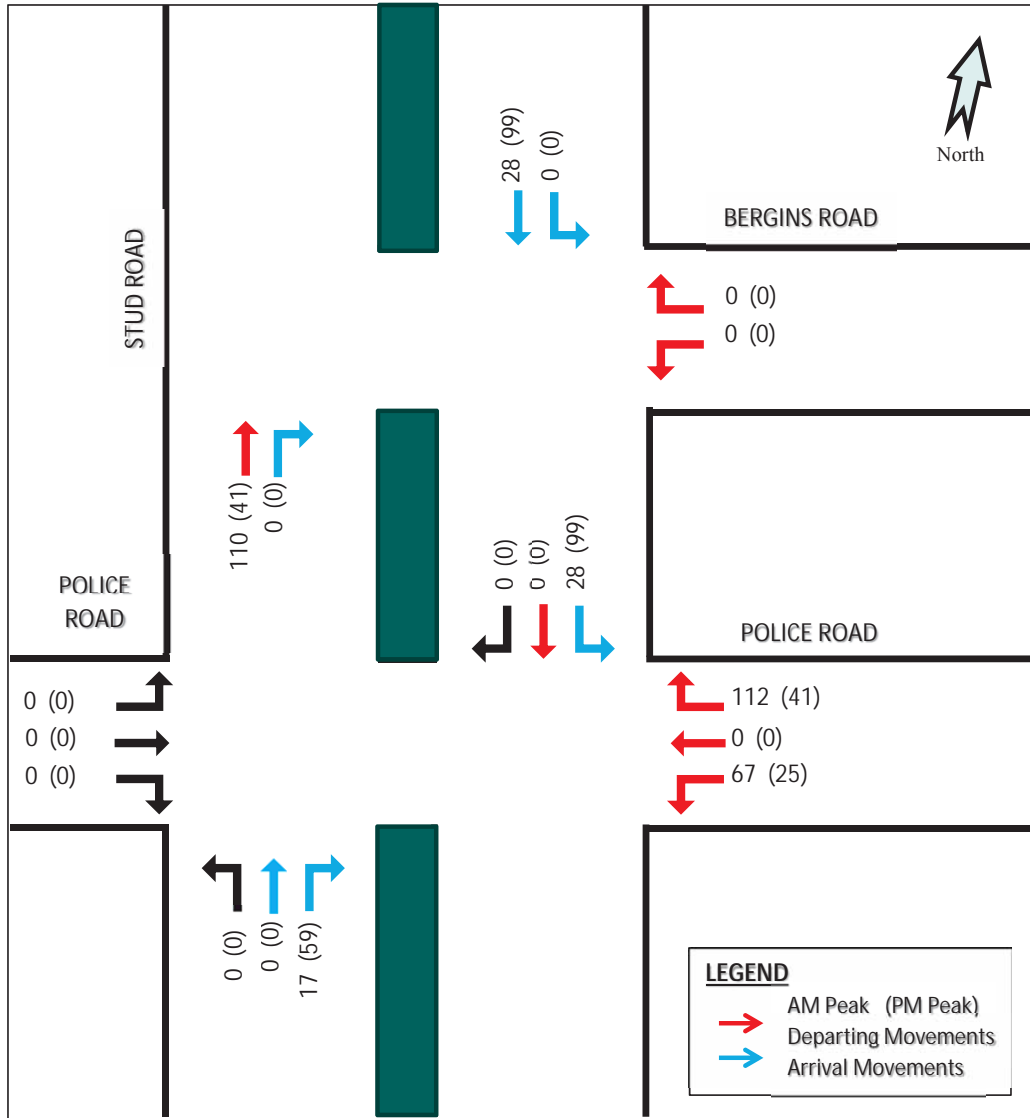 28 (99)
0 (0)
North
STUD ROAD
BERGINS ROAD
0 (0)
0 (0)
110 (41)
0 (0)
0 (0)
0 (0)
28 (99)
POLICE
ROAD
POLICE ROAD
0 (0)
0 (0)
0 (0)
112 (41)
0 (0)
67 (25)
0 (0)
0 (0)
17 (59)
LEGEND
AM Peak (PM Peak)
Departing Movements
Arrival Movements